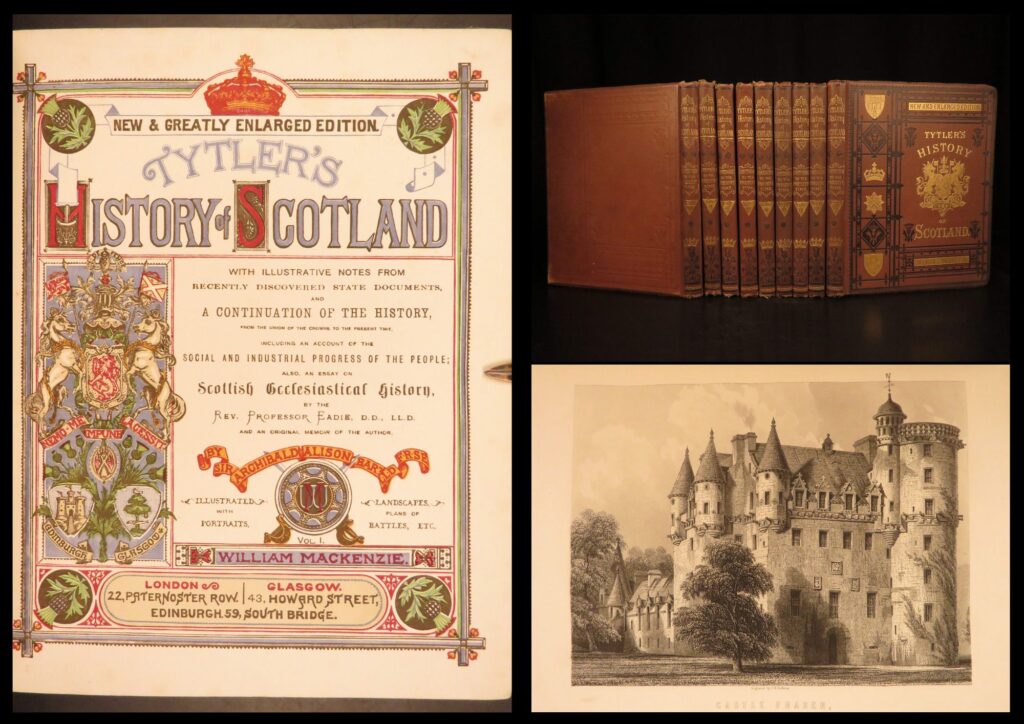 NEW & GREATLY ENLARGED EDITION.
TYTLER'S
HISTORY of SCOTLAND
WITH ILLUSTRATIVE NOTES FROM
RECENTLY DISCOVERED STATE DOCUMENTS,
AND
A CONTINUATION OF THE HISTORY,
FROM THE UNION OF THE CROWNS TO THE PRESENT TIME,
INCLUDING AN ACCOUNT OF THE
SOCIAL AND INDUSTRIAL PROGRESS OF THE PEOPLE;
ALSO, AN ESSAY ON
Scottish Ecclesiastical History,
BY THE
REV. PROFESSOR EADIE, D.D., LL.D.
AND AN ORIGINAL MEMOIR OF THE AUTHOR,
BY
SIR ARCHIBALD ALISON BART. FRSE
NEMO ME IMPUNE LACESSIT
EDINBURGH
GLASGOW
ILLUSTRATED
WITH
PORTRAITS,
LANDSCAPES,
PLANS OF
BATTLES, ETC.
VOL. I.
WILLIAM MACKENZIE,
LONDON
22, PATERNOSTER ROW.
GLASGOW.
43, HOWARD STREET,
EDINBURGH. 59, SOUTH BRIDGE.
NEW AND ENLARGED EDITION
TYTLER'S
HISTORY
OF
SCOTLAND.
CASTLE FRASER,